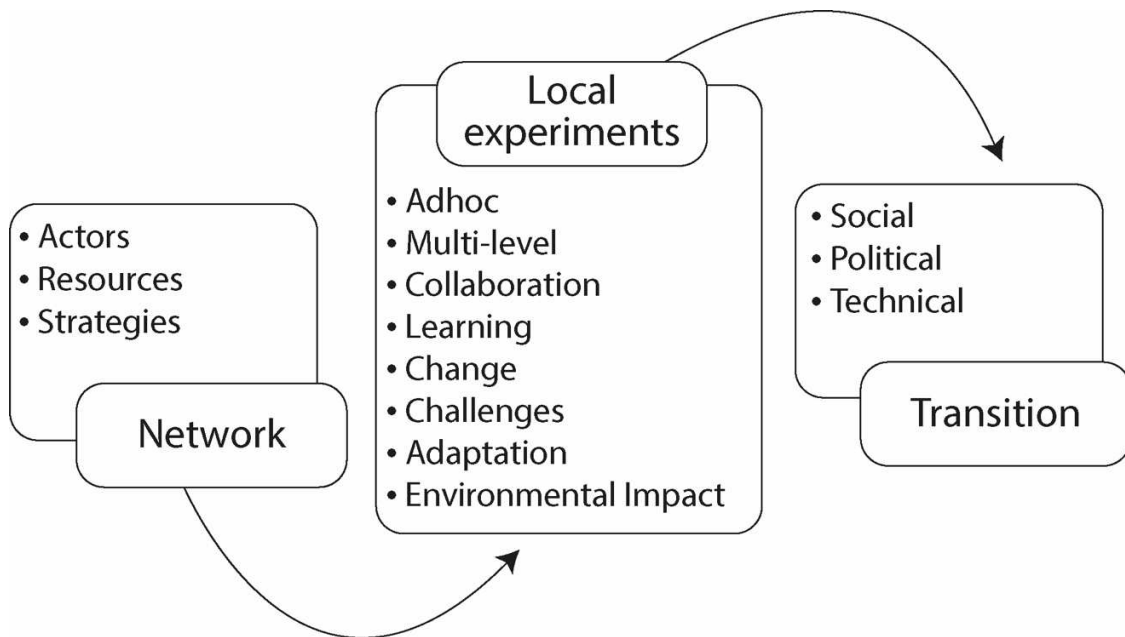 • Actors
• Resources
• Strategies
Network
Local
experiments
• Adhoc
• Multi-level
• Collaboration
• Learning
• Change
• Challenges
• Adaptation
• Environmental Impact
• Social
• Political
• Technical
Transition